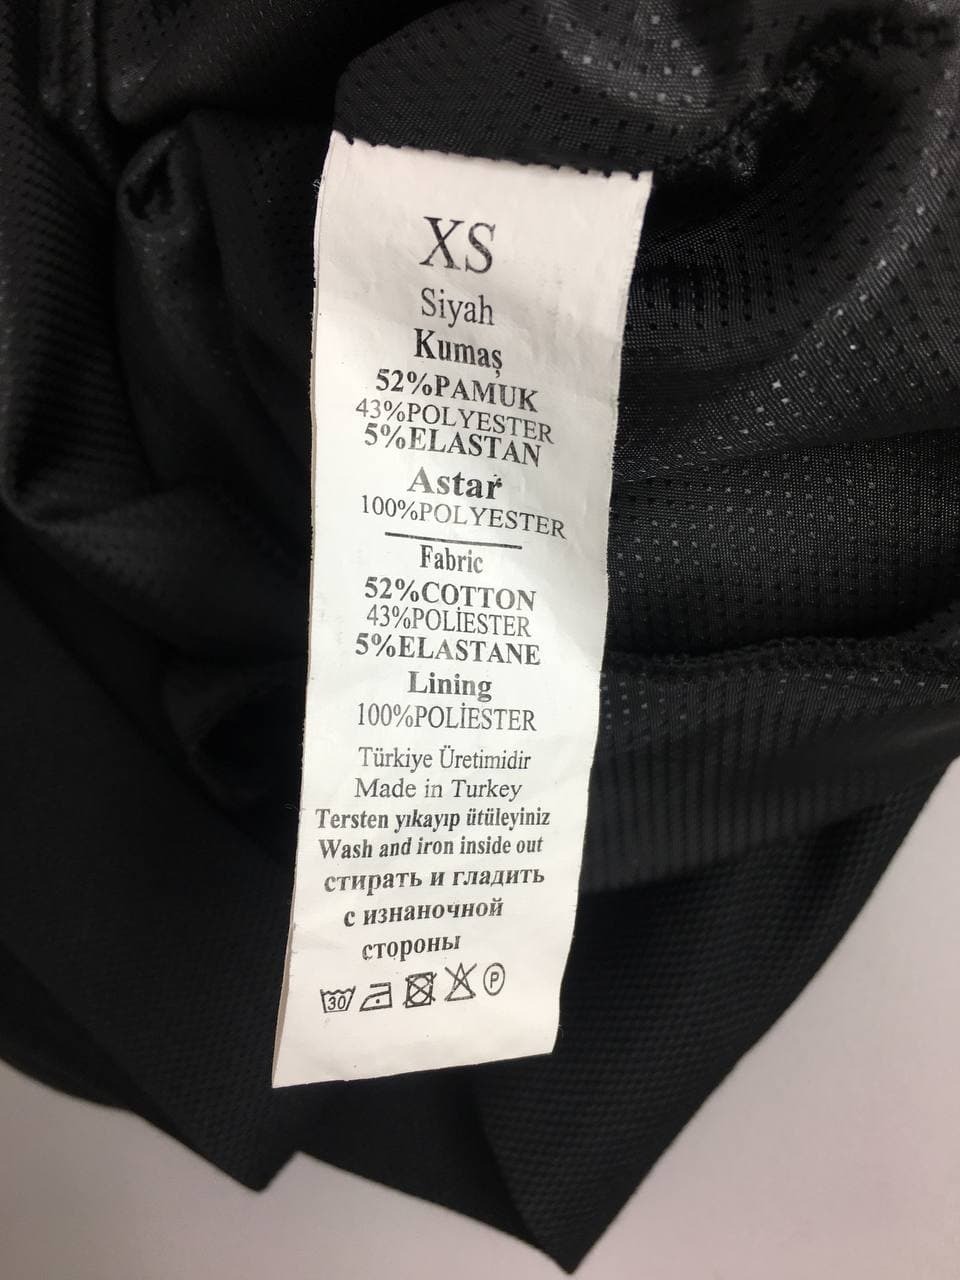 XS
Siyah
Kumaş
52%PAMUK
43%POLYESTER
5%ELASTAN
Astar
100%POLYESTER
Fabric
52%COTTON
43%POLİESTER
5%ELASTANE
Lining
100%POLİESTER
Türkiye Üretimidir
Made in Turkey
Tersten yıkayıp ütüleyiniz
Wash and iron inside out
стирать и гладить
с изнаночной
стороны
30 P